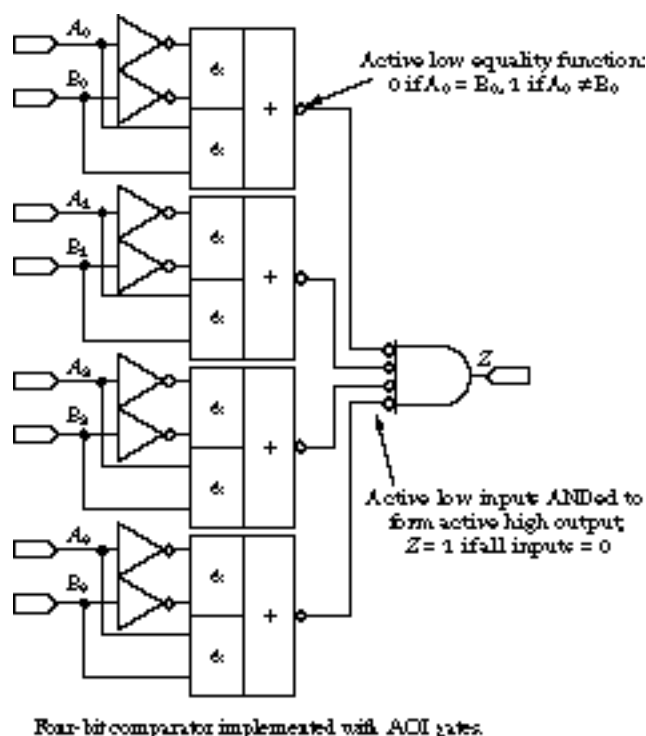 A₀
B₀
&
&
+
Active low equality function:
0 if A₀ = B₀, 1 if A₀ ≠ B₀
A₁
B₁
&
&
+
Z
A₂
B₂
&
&
+
Active low inputs ANDed to
form active high output;
Z = 1 if all inputs = 0
A₃
B₃
&
&
+
Four-bit comparator implemented with AOI gates.